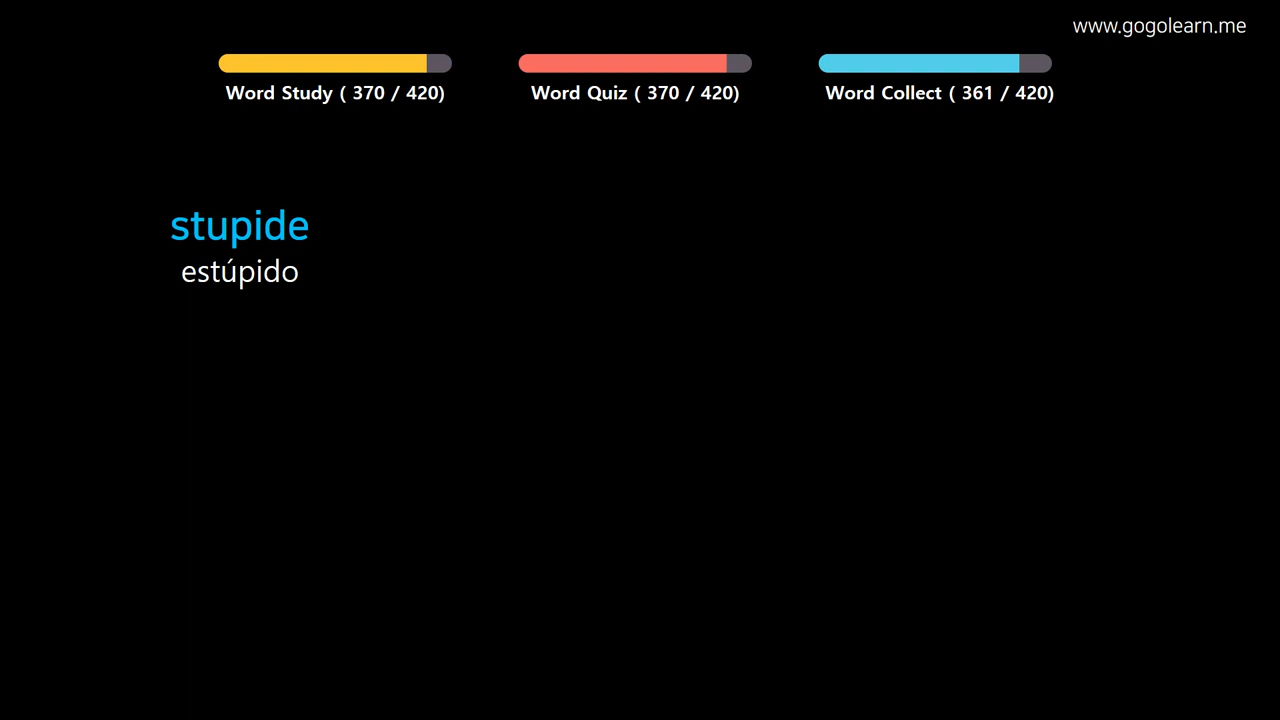 www.gogolearn.me
Word Study ( 370 / 420)
Word Quiz ( 370 / 420)
Word Collect ( 361 / 420)
stupide
estúpido